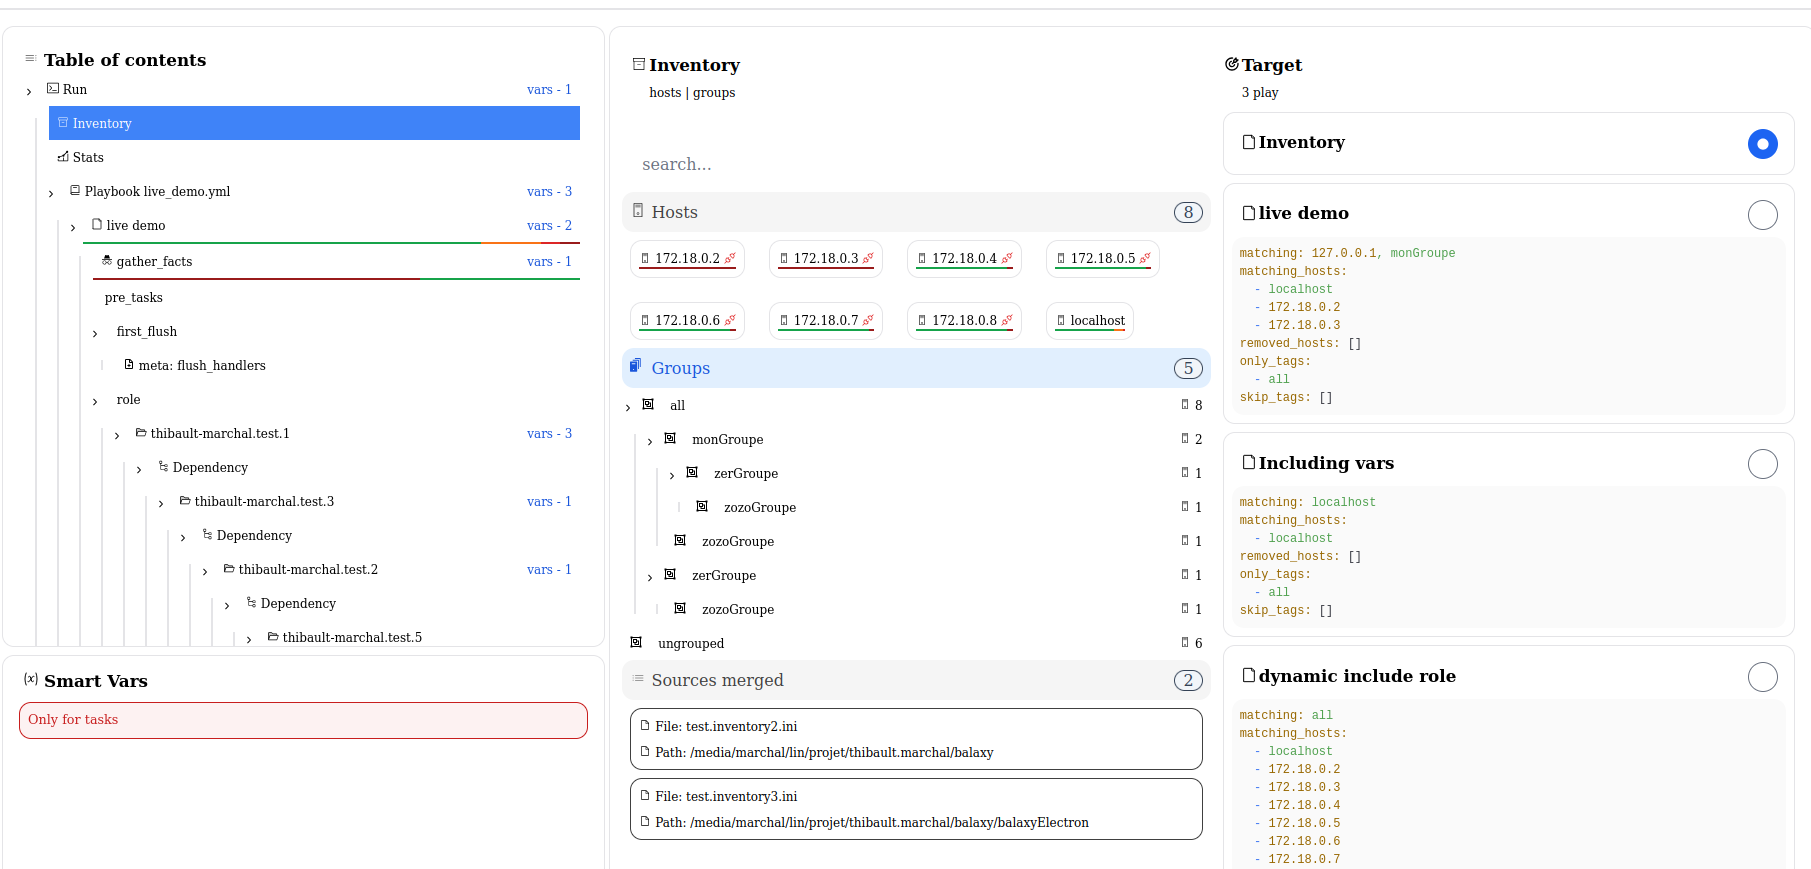 Table of contents
Run vars - 1
Inventory
Stats
Playbook live_demo.yml vars - 3
live demo vars - 2
gather_facts vars - 1
pre_tasks
first_flush
meta: flush_handlers
role
thibault-marchal.test.1 vars - 3
Dependency
thibault-marchal.test.3 vars - 1
Dependency
thibault-marchal.test.2 vars - 1
Dependency
thibault-marchal.test.5
(x) Smart Vars
Only for tasks
Inventory
hosts | groups
search...
Hosts 8
172.18.0.2 172.18.0.3 172.18.0.4 172.18.0.5
172.18.0.6 172.18.0.7 172.18.0.8 localhost
Groups 5
all 8
monGroupe 2
zerGroupe 1
zozoGroupe 1
zozoGroupe 1
zerGroupe 1
zozoGroupe 1
ungrouped 6
Sources merged 2
File: test.inventory2.ini
Path: /media/marchal/lin/projet/thibault.marchal/balaxy
File: test.inventory3.ini
Path: /media/marchal/lin/projet/thibault.marchal/balaxy/balaxyElectron
Target
3 play
Inventory
live demo
matching: 127.0.0.1, monGroupe
matching_hosts:
- localhost
- 172.18.0.2
- 172.18.0.3
removed_hosts: []
only_tags:
- all
skip_tags: []
Including vars
matching: localhost
matching_hosts:
- localhost
removed_hosts: []
only_tags:
- all
skip_tags: []
dynamic include role
matching: all
matching_hosts:
- localhost
- 172.18.0.2
- 172.18.0.3
- 172.18.0.4
- 172.18.0.5
- 172.18.0.6
- 172.18.0.7